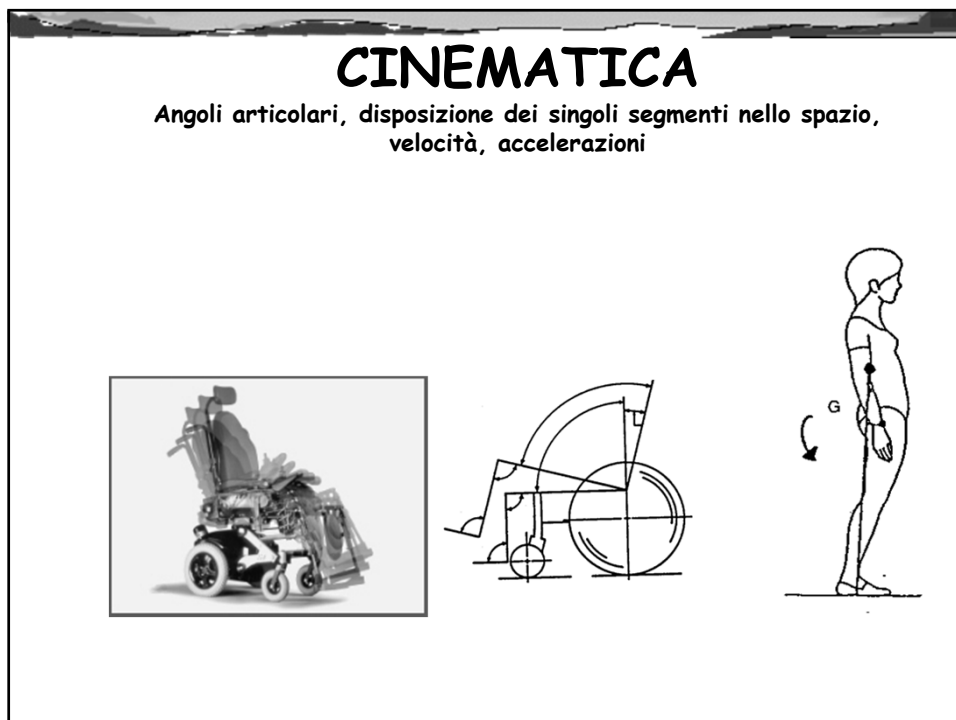 CINEMATICA
Angoli articolari, disposizione dei singoli segmenti nello spazio,
velocità, accelerazioni
G